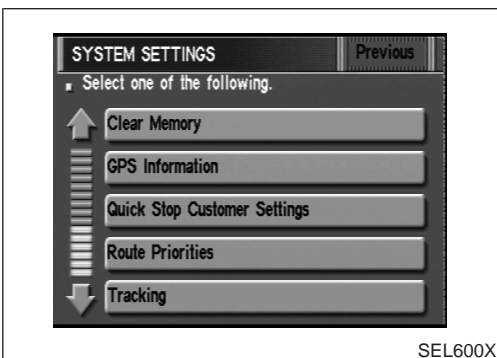 SYSTEM SETTINGS Previous
Select one of the following.
Clear Memory
GPS Information
Quick Stop Customer Settings
Route Priorities
Tracking
SEL600X